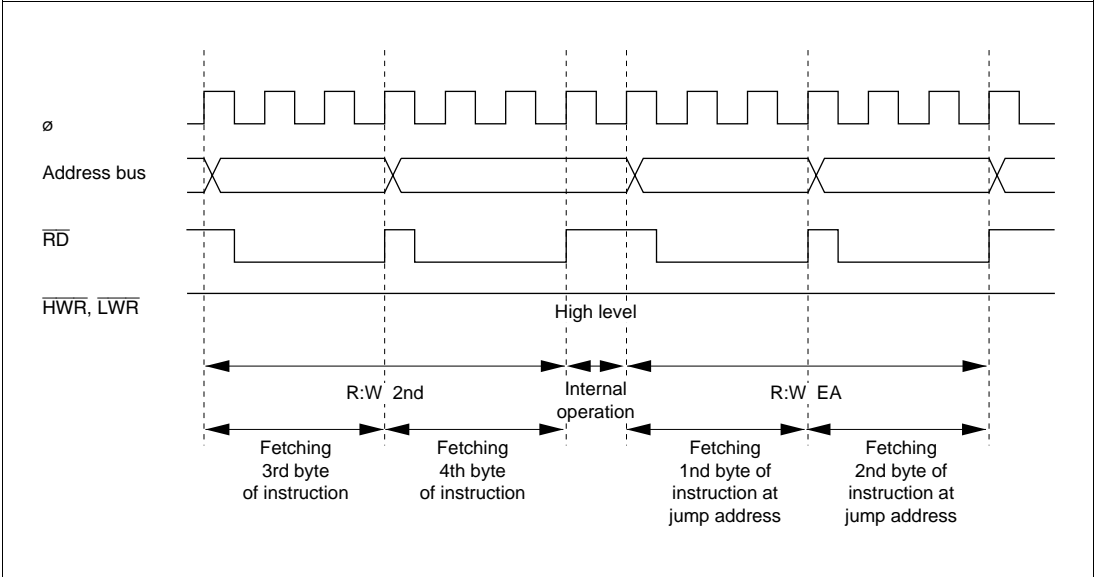 ø
Address bus
RD
HWR, LWR
High level
R:W 2nd
Internal
operation
R:W EA
Fetching
3rd byte
of instruction
Fetching
4th byte
of instruction
Fetching
1nd byte of
instruction at
jump address
Fetching
2nd byte of
instruction at
jump address